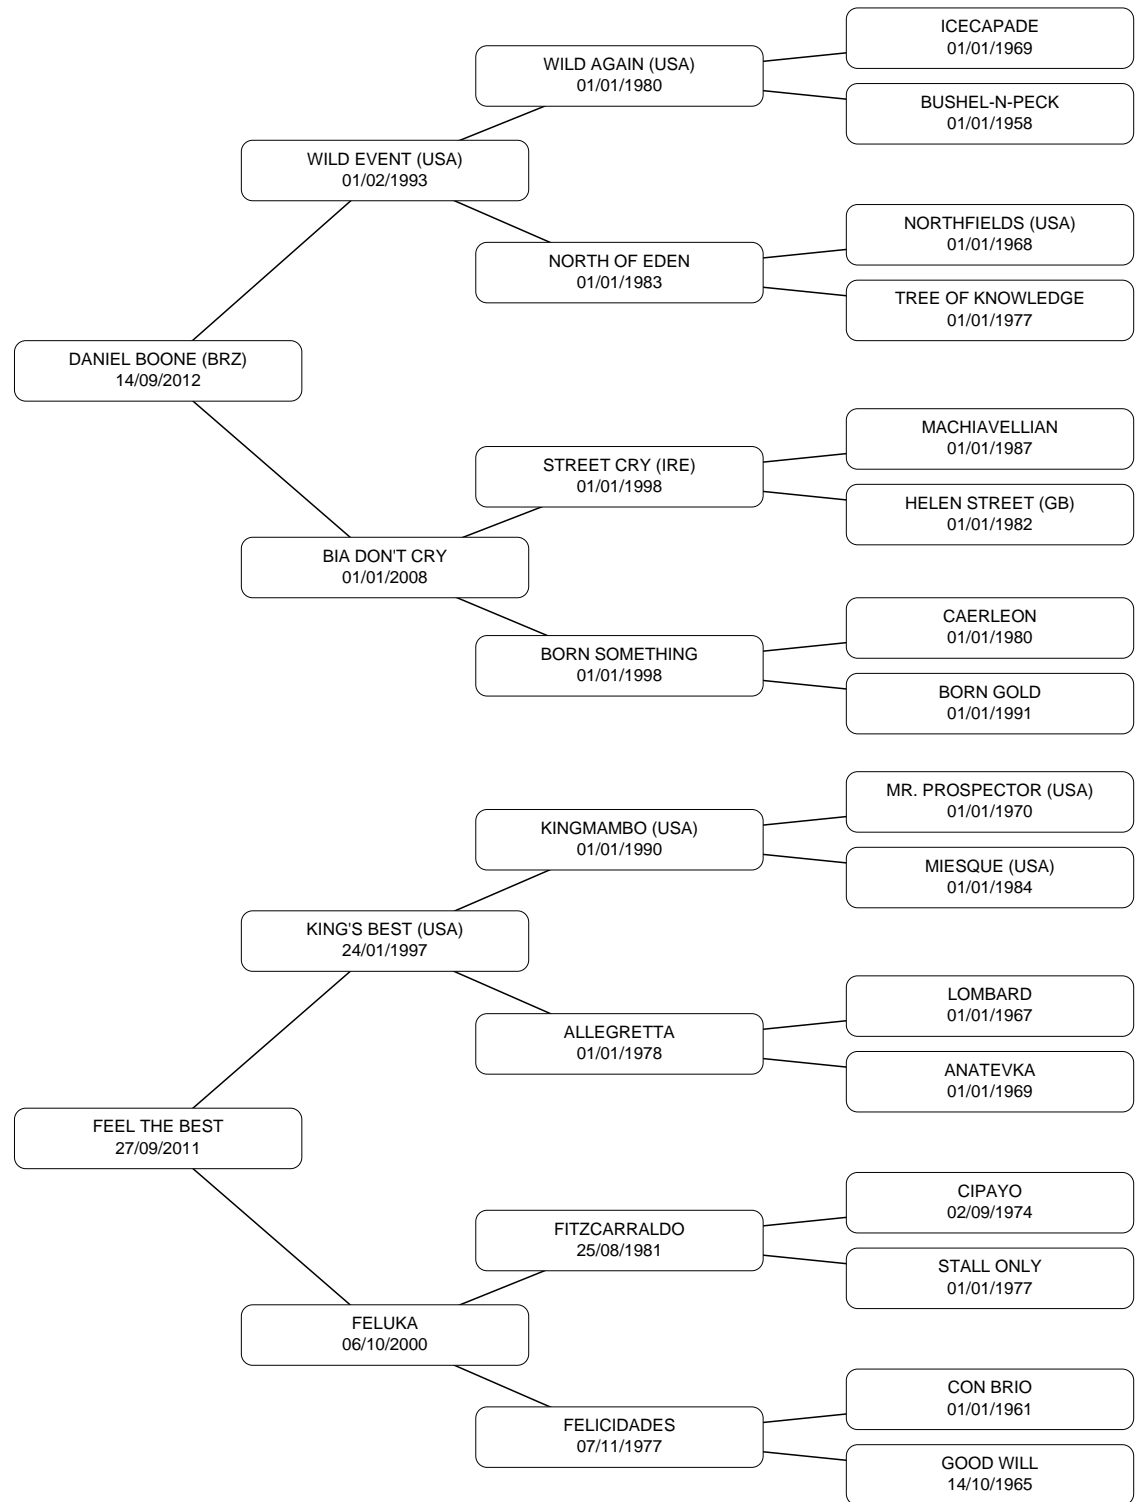 ICECAPADE
01/01/1969
WILD AGAIN (USA)
01/01/1980
BUSHEL-N-PECK
01/01/1958
WILD EVENT (USA)
01/02/1993
NORTHFIELDS (USA)
01/01/1968
NORTH OF EDEN
01/01/1983
TREE OF KNOWLEDGE
01/01/1977
DANIEL BOONE (BRZ)
14/09/2012
MACHIAVELLIAN
01/01/1987
STREET CRY (IRE)
01/01/1998
HELEN STREET (GB)
01/01/1982
BIA DON'T CRY
01/01/2008
CAERLEON
01/01/1980
BORN SOMETHING
01/01/1998
BORN GOLD
01/01/1991
MR. PROSPECTOR (USA)
01/01/1970
KINGMAMBO (USA)
01/01/1990
MIESQUE (USA)
01/01/1984
KING'S BEST (USA)
24/01/1997
LOMBARD
01/01/1967
ALLEGRETTA
01/01/1978
ANATEVKA
01/01/1969
FEEL THE BEST
27/09/2011
CIPAYO
02/09/1974
FITZCARRALDO
25/08/1981
STALL ONLY
01/01/1977
FELUKA
06/10/2000
CON BRIO
01/01/1961
FELICIDADES
07/11/1977
GOOD WILL
14/10/1965